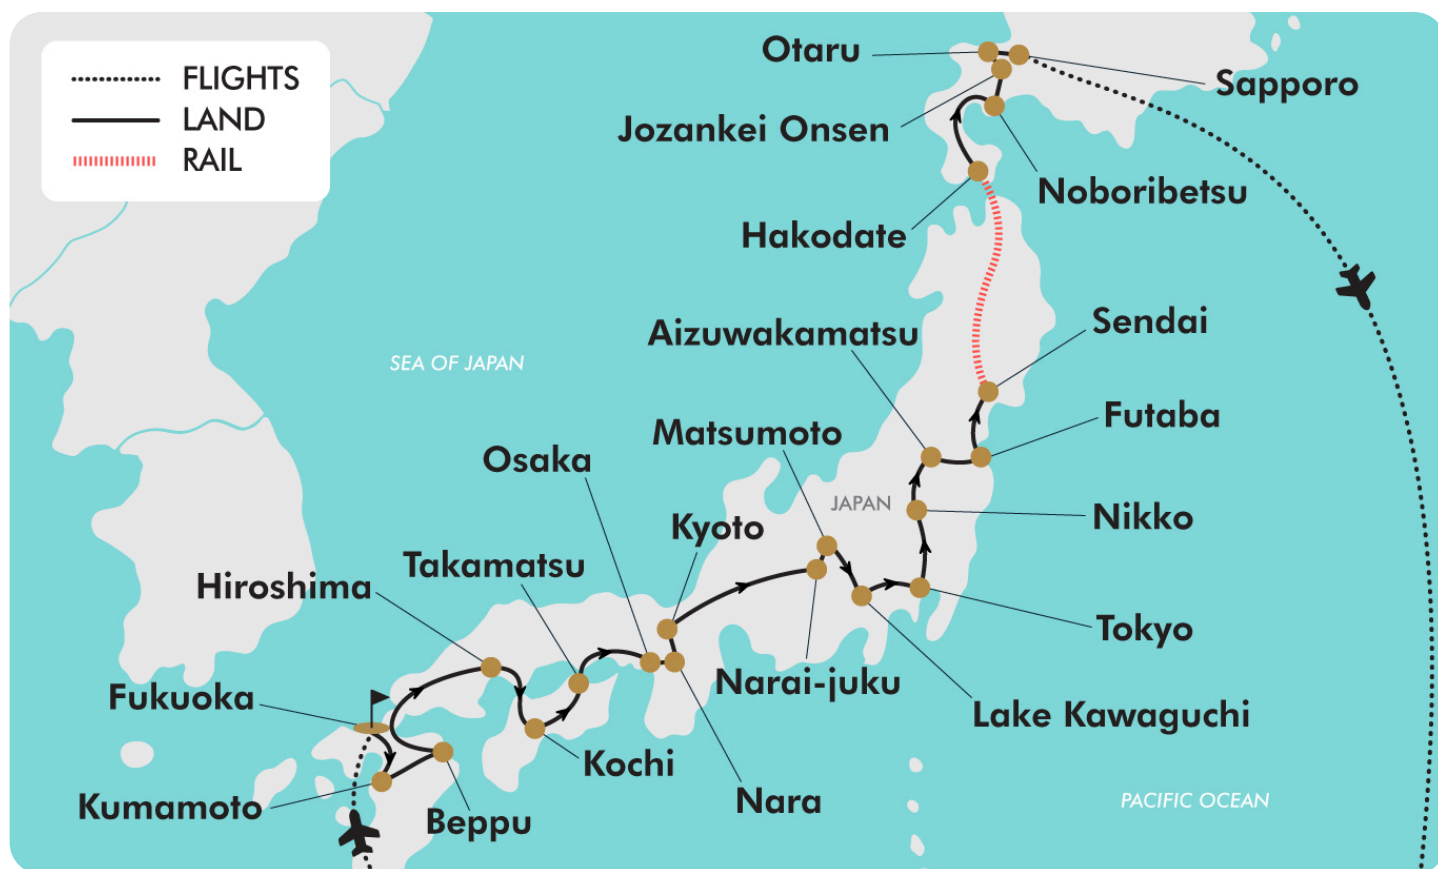 FLIGHTS
LAND
RAIL
Otaru
Sapporo
Jozankei Onsen
Noboribetsu
Hakodate
Sendai
Aizuwakamatsu
SEA OF JAPAN
Futaba
Matsumoto
Osaka
JAPAN
Nikko
Kyoto
Takamatsu
Hiroshima
Tokyo
Narai-juku
Fukuoka
Lake Kawaguchi
Kochi
Nara
PACIFIC OCEAN
Kumamoto
Beppu